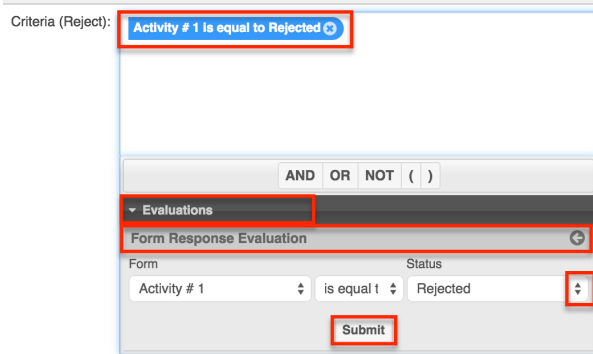 Criteria (Reject):
Activity # 1 is equal to Rejected
AND OR NOT ( )
Evaluations
Form Response Evaluation
Form Status
Activity # 1 is equal t Rejected
Submit